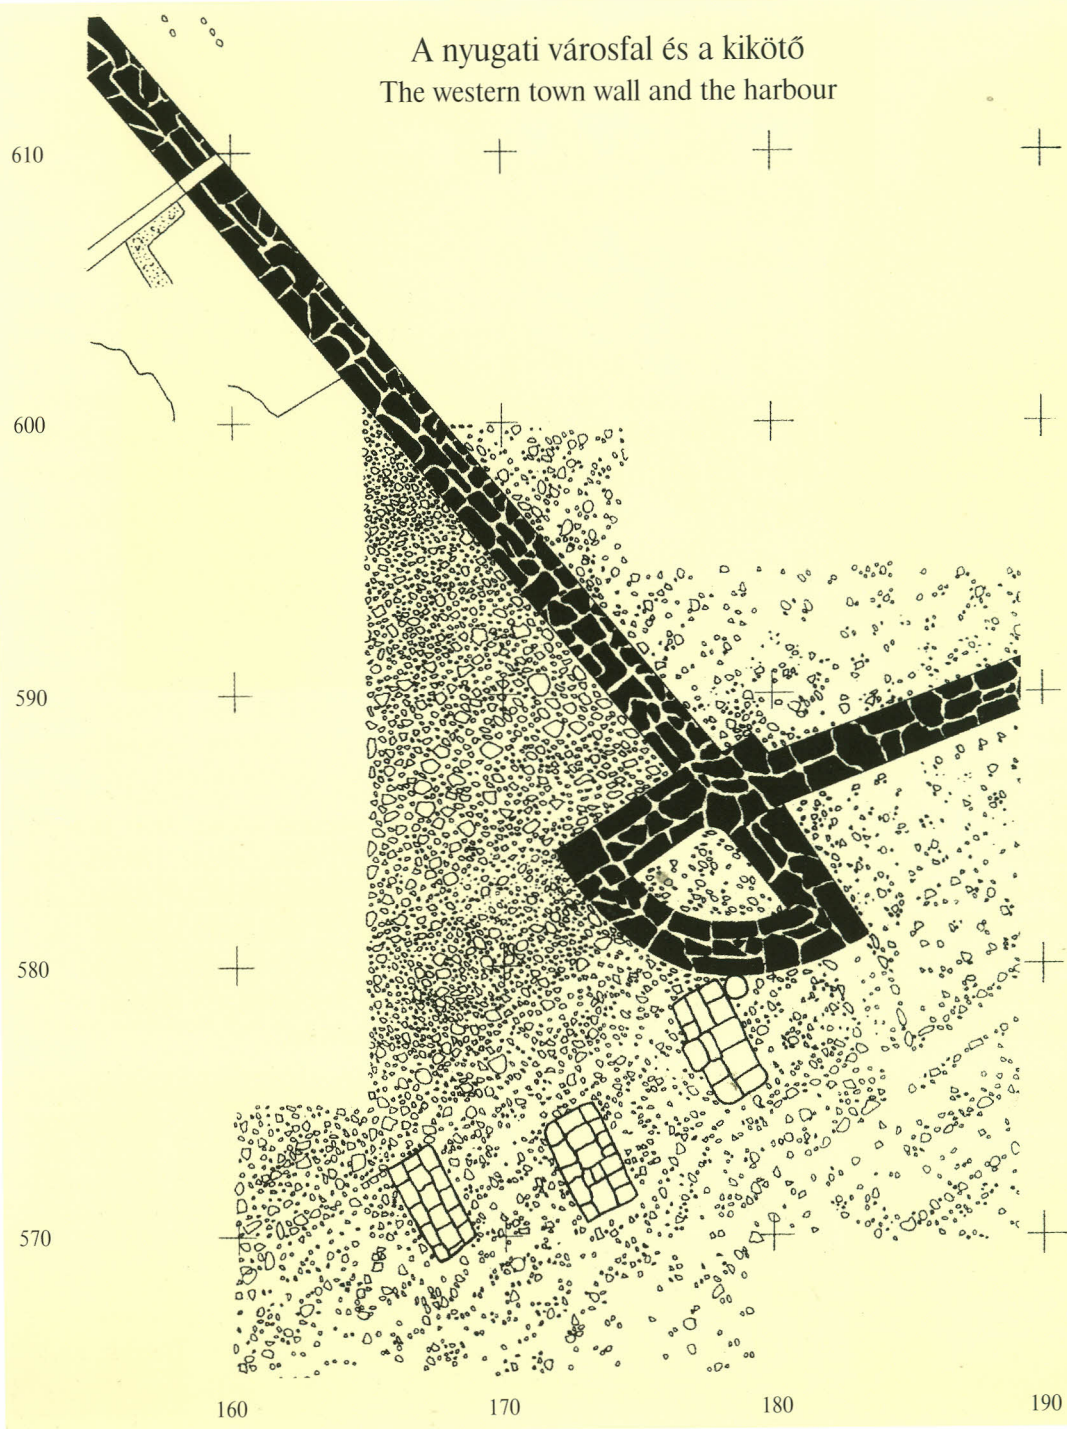 A nyugati városfal és a kikötő
The western town wall and the harbour
610
600
590
580
570
160 170 180 190